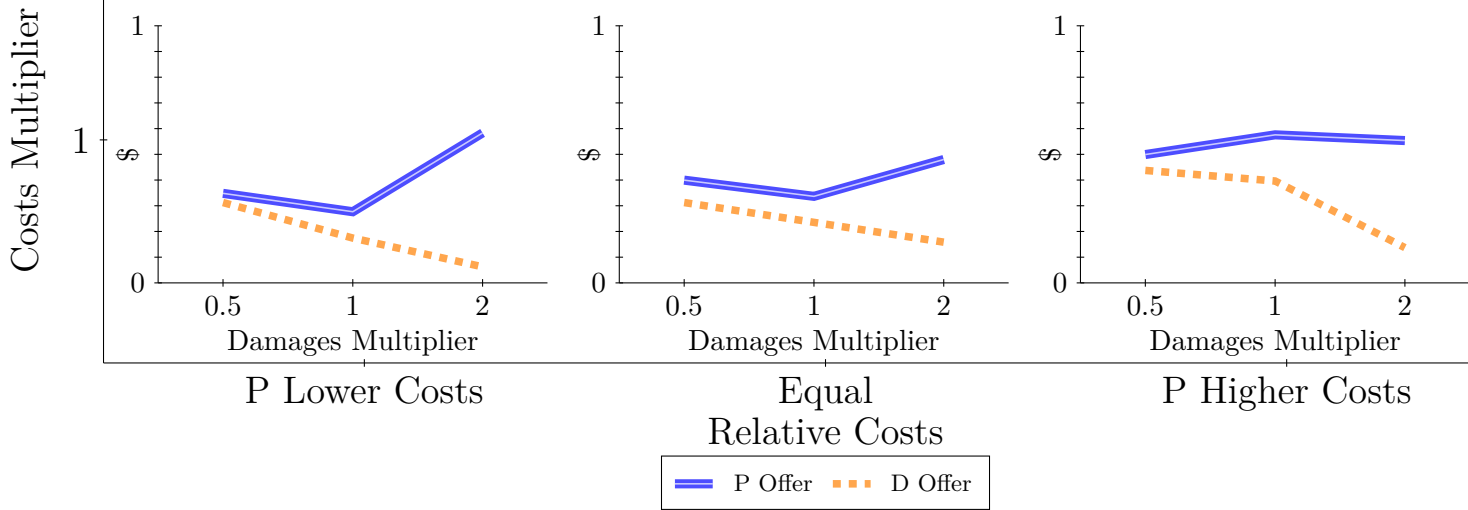 Costs Multiplier
1
1
$
0
0.5 1 2
Damages Multiplier
1
$
0
0.5 1 2
Damages Multiplier
1
$
0
0.5 1 2
Damages Multiplier
P Lower Costs
Equal
P Higher Costs
Relative Costs
P Offer
D Offer